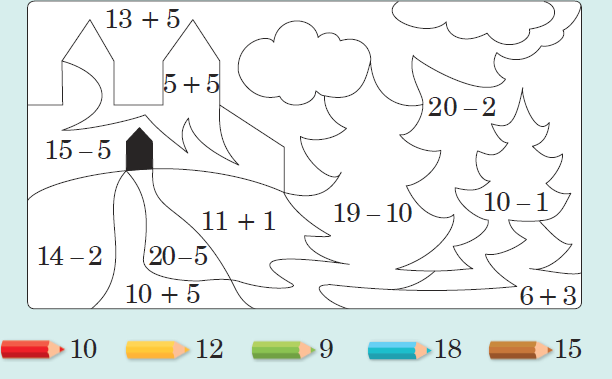 13 + 5
5 + 5
20 – 2
15 – 5
10 – 1
11 + 1
19 – 10
14 – 2
20–5
10 + 5
6 + 3
10 12 9 18 15